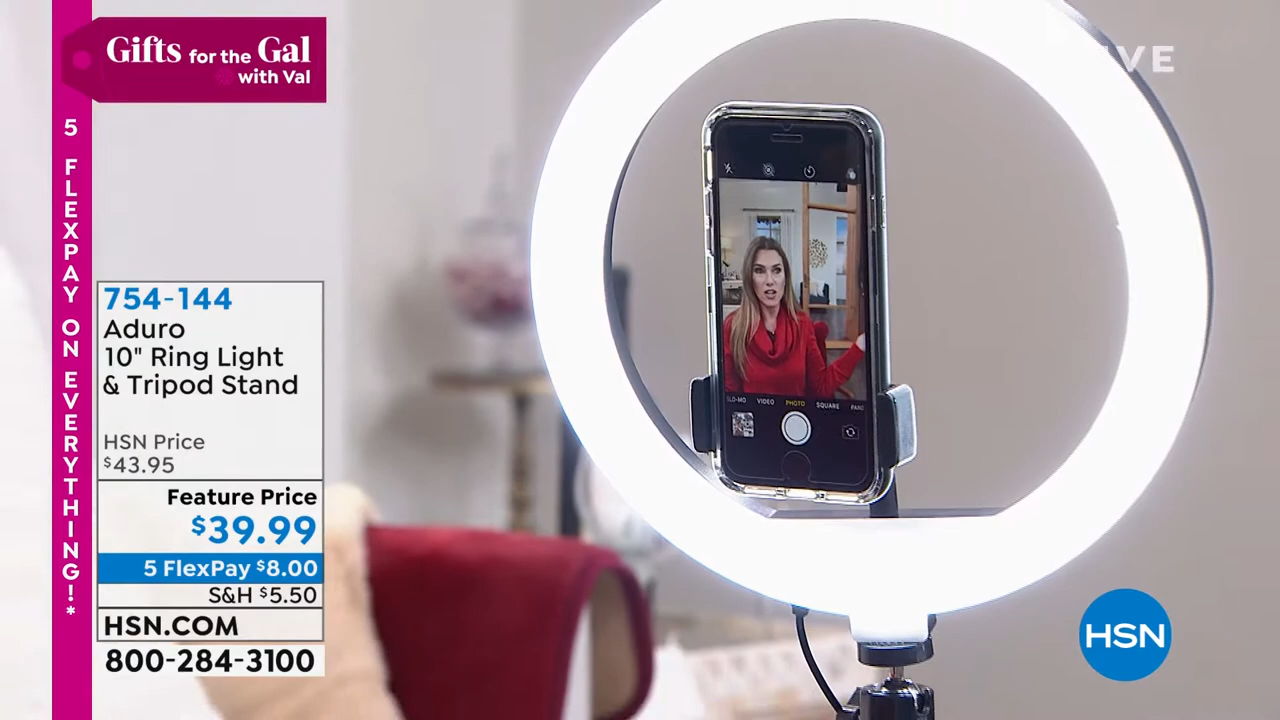 Gifts for the Gal
with Val
5 FLEXPAY ON EVERYTHING!*
754-144
Aduro
10" Ring Light
& Tripod Stand
HSN Price
$43.95
Feature Price
$39.99
5 FlexPay $8.00
S&H $5.50
HSN.COM
800-284-3100
VIDEO
PHOTO
SQUARE
HSN